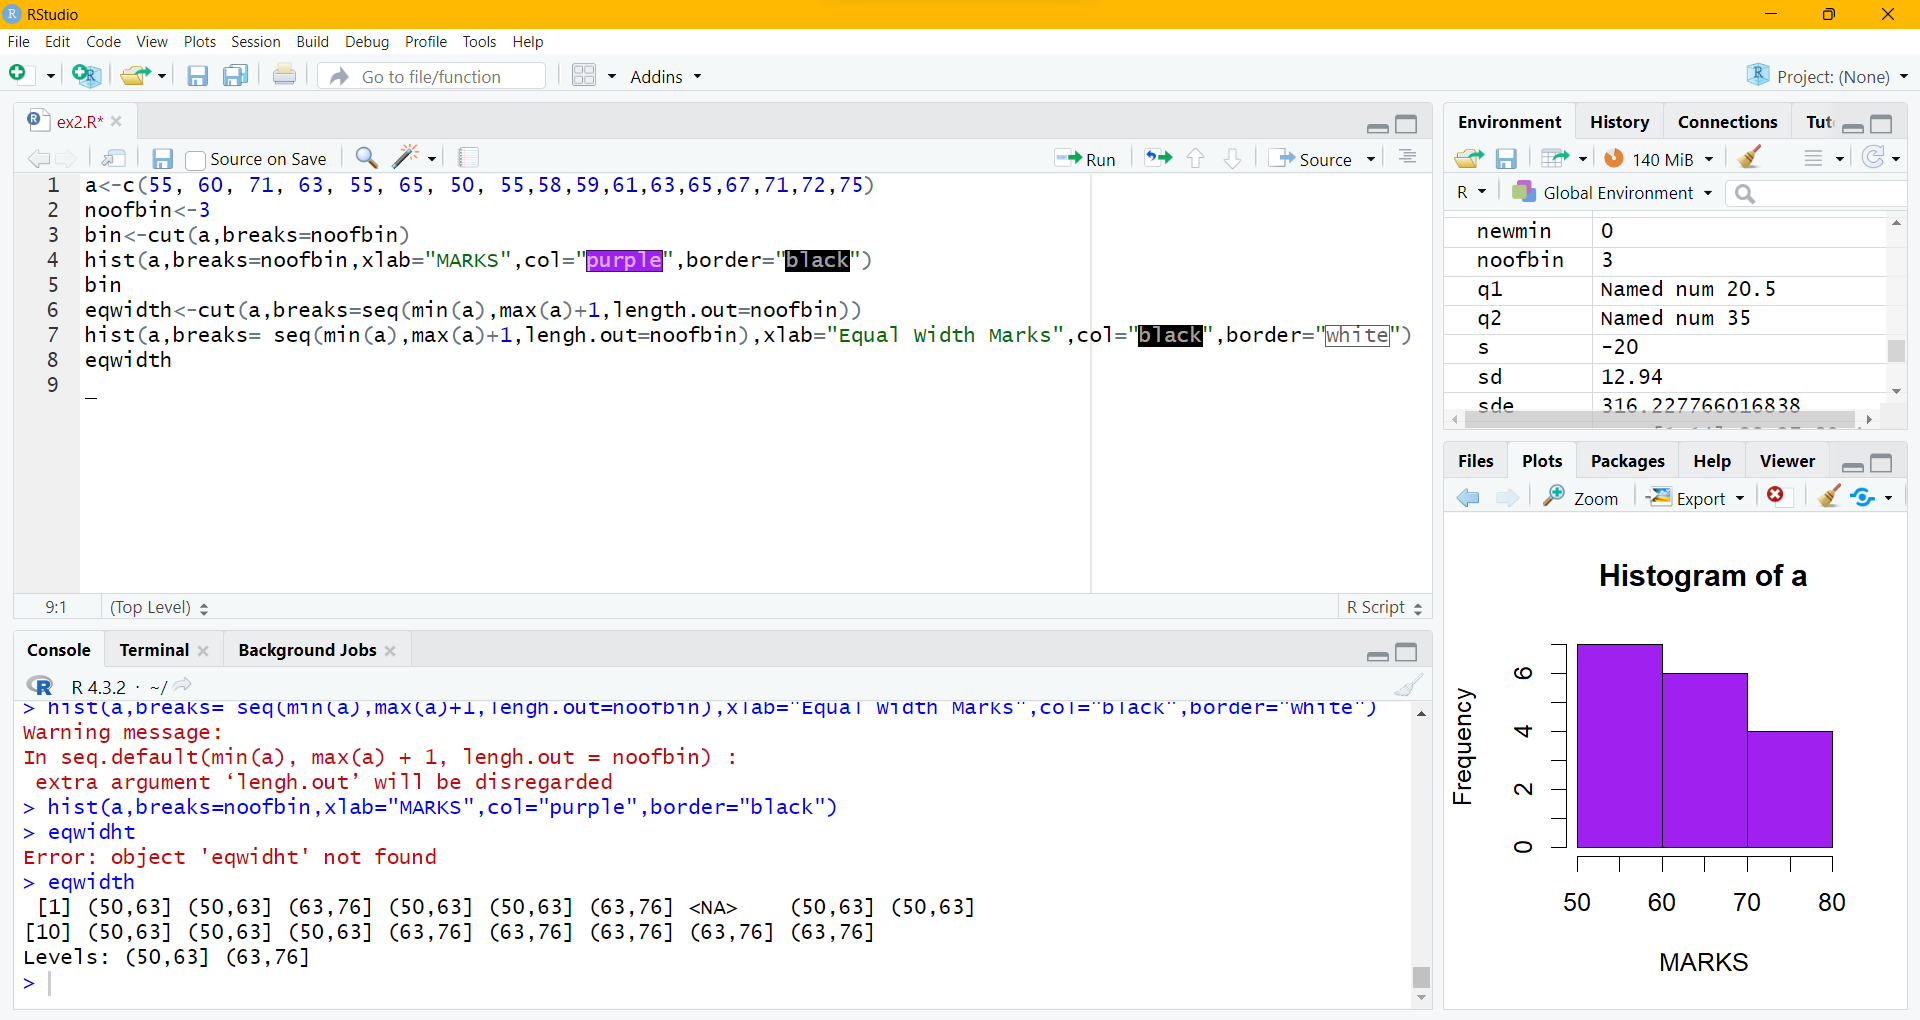 RStudio
File Edit Code View Plots Session Build Debug Profile Tools Help
Go to file/function Addins Project: (None)
ex2.R*
Source on Save Run Source
1 a<-c(55, 60, 71, 63, 55, 65, 50, 55,58,59,61,63,65,67,71,72,75)
2 noofbin<-3
3 bin<-cut(a,breaks=noofbin)
4 hist(a,breaks=noofbin,xlab="MARKS",col="purple",border="black")
5 bin
6 eqwidth<-cut(a,breaks=seq(min(a),max(a)+1,length.out=noofbin))
7 hist(a,breaks= seq(min(a),max(a)+1,lengh.out=noofbin),xlab="Equal Width Marks",col="black",border="white")
8 eqwidth
9
9:1 (Top Level) R Script
Console Terminal Background Jobs
R 4.3.2 · ~/
> hist(a,breaks= seq(min(a),max(a)+1,lengh.out=noofbin),xlab="Equal Width Marks",col="black",border="white")
Warning message:
In seq.default(min(a), max(a) + 1, lengh.out = noofbin) :
extra argument ‘lengh.out’ will be disregarded
> hist(a,breaks=noofbin,xlab="MARKS",col="purple",border="black")
> eqwidht
Error: object 'eqwidht' not found
> eqwidth
[1] (50,63] (50,63] (63,76] (50,63] (50,63] (63,76] <NA> (50,63] (50,63]
[10] (50,63] (50,63] (50,63] (63,76] (63,76] (63,76] (63,76] (63,76]
Levels: (50,63] (63,76]
>
Environment History Connections Tut
140 MiB
R Global Environment
newmin 0
noofbin 3
q1 Named num 20.5
q2 Named num 35
s -20
sd 12.94
sde 316.227766016838
Files Plots Packages Help Viewer
Zoom Export
Histogram of a
Frequency
0 2 4 6
50 60 70 80
MARKS